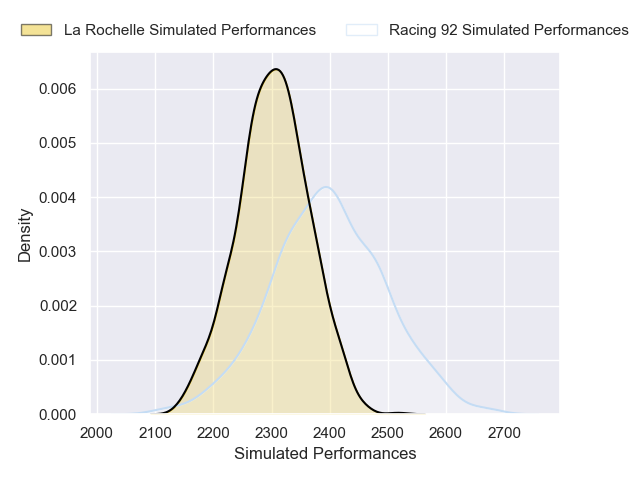 La Rochelle Simulated Performances Racing 92 Simulated Performances
0.006
0.005
0.004
0.003
0.002
0.001
0.000
Density
2000 2100 2200 2300 2400 2500 2600 2700
Simulated Performances